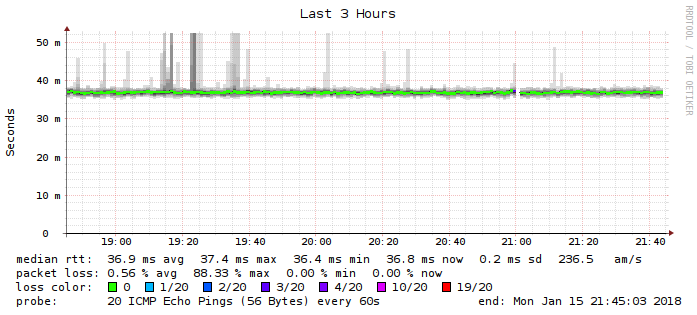 Last 3 Hours
RRDTOOL / TOBI OETIKER
Seconds
50 m
40 m
30 m
20 m
10 m
0
19:00 19:20 19:40 20:00 20:20 20:40 21:00 21:20 21:40
median rtt: 36.9 ms avg 37.4 ms max 36.4 ms min 36.8 ms now 0.2 ms sd 236.5 am/s
packet loss: 0.56 % avg 88.33 % max 0.00 % min 0.00 % now
loss color: 0 1/20 2/20 3/20 4/20 10/20 19/20
probe: 20 ICMP Echo Pings (56 Bytes) every 60s end: Mon Jan 15 21:45:03 2018